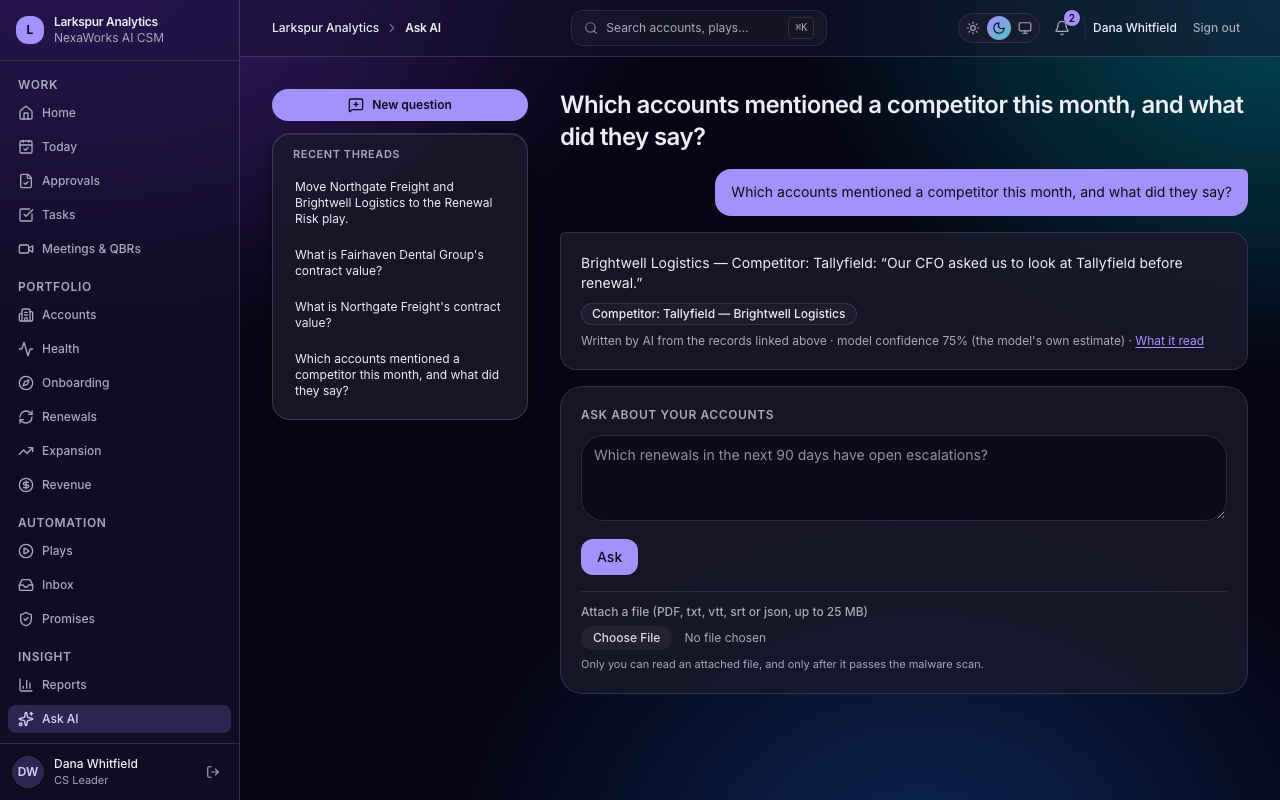 L
Larkspur Analytics
NexaWorks AI CSM
WORK
Home
Today
Approvals
Tasks
Meetings & QBRs
PORTFOLIO
Accounts
Health
Onboarding
Renewals
Expansion
Revenue
AUTOMATION
Plays
Inbox
Promises
INSIGHT
Reports
Ask AI
DW
Dana Whitfield
CS Leader
Larkspur Analytics > Ask AI
Search accounts, plays...
⌘K
2
Dana Whitfield
Sign out
New question
RECENT THREADS
Move Northgate Freight and
Brightwell Logistics to the Renewal
Risk play.
What is Fairhaven Dental Group's
contract value?
What is Northgate Freight's contract
value?
Which accounts mentioned a
competitor this month, and what did
they say?
Which accounts mentioned a competitor this month, and what
did they say?
Which accounts mentioned a competitor this month, and what did they say?
Brightwell Logistics — Competitor: Tallyfield: “Our CFO asked us to look at Tallyfield before
renewal.”
Competitor: Tallyfield — Brightwell Logistics
Written by AI from the records linked above · model confidence 75% (the model's own estimate) · What it read
ASK ABOUT YOUR ACCOUNTS
Which renewals in the next 90 days have open escalations?
Ask
Attach a file (PDF, txt, vtt, srt or json, up to 25 MB)
Choose File
No file chosen
Only you can read an attached file, and only after it passes the malware scan.